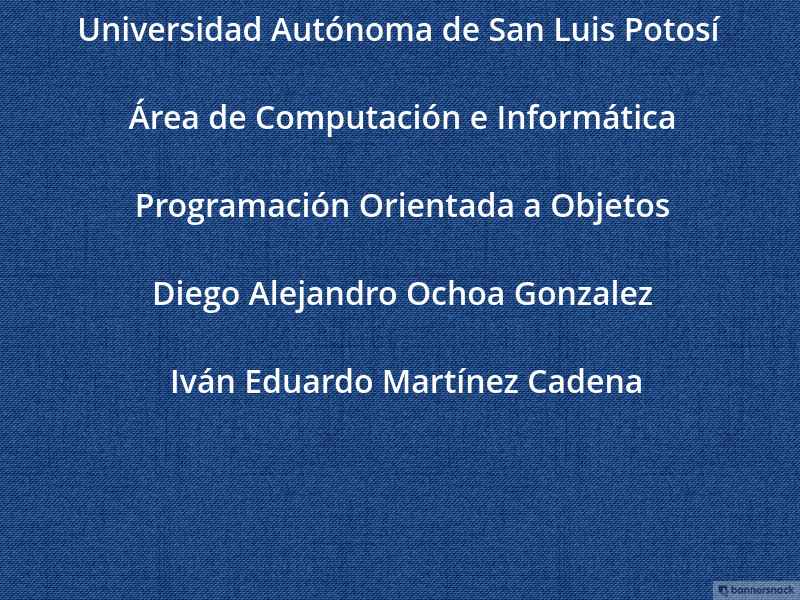 Universidad Autónoma de San Luis Potosí
Área de Computación e Informática
Programación Orientada a Objetos
Diego Alejandro Ochoa Gonzalez
Iván Eduardo Martínez Cadena
bannersnack